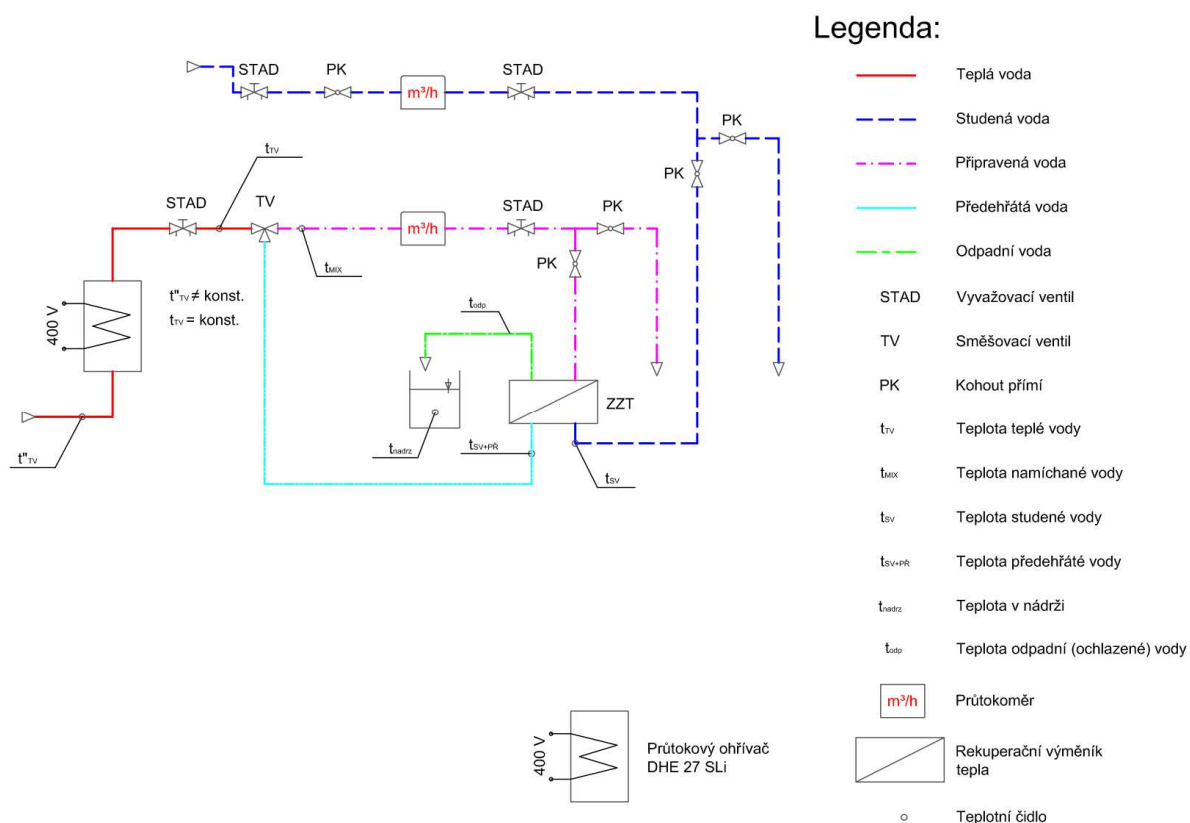 Legenda:
STAD
PK
m³/h
STAD
PK
PK
tTV
STAD
TV
m³/h
STAD
PK
tMIX
PK
t"TV ≠ konst.
tTV = konst.
400 V
todp
ZZT
tnadrz
tSV+PŘ
tSV
t"TV
400 V
Průtokový ohřívač
DHE 27 SLi
Teplá voda
Studená voda
Připravená voda
Předehřátá voda
Odpadní voda
STAD Vyvažovací ventil
TV Směšovací ventil
PK Kohout přímí
tTV Teplota teplé vody
tMIX Teplota namíchané vody
tSV Teplota studené vody
tSV+PŘ Teplota předehřáté vody
tnadrz Teplota v nádrži
todp Teplota odpadní (ochlazené) vody
m³/h Průtokoměr
Rekuperační výměník
tepla
Teplotní čidlo